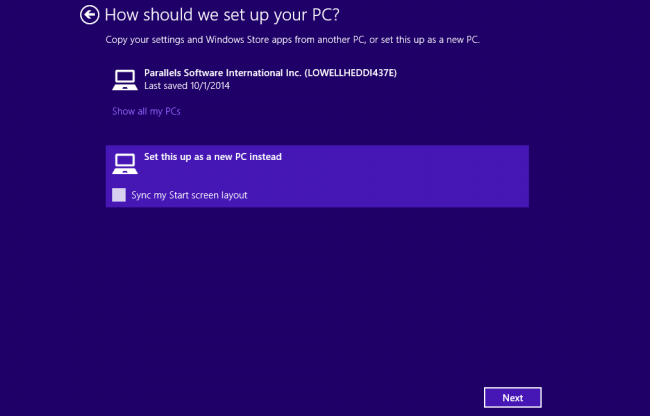 How should we set up your PC?
Copy your settings and Windows Store apps from another PC, or set this up as a new PC.
Parallels Software International Inc. (LOWELLHEDDI437E)
Last saved 10/1/2014
Show all my PCs
Set this up as a new PC instead
Sync my Start screen layout
Next